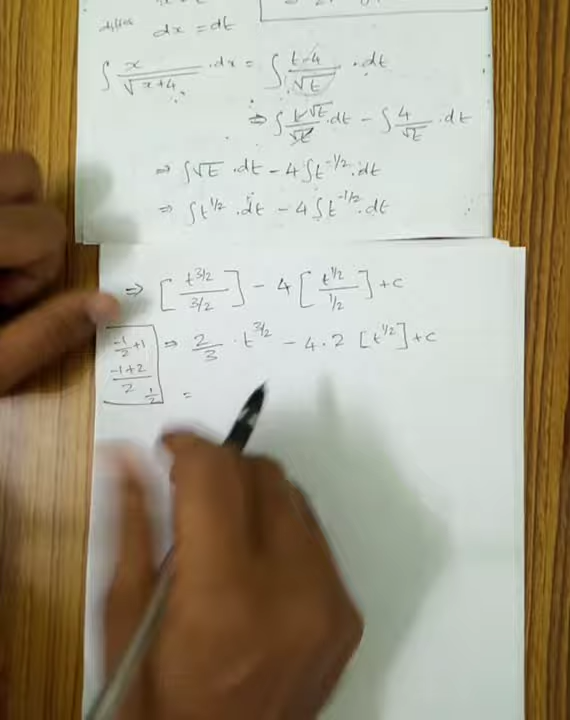 dx = dt
∫ x/√(x+4) .dx = ∫ (t-4)/√t .dt
⇒ ∫ t√t/√t .dt - ∫ 4/√t .dt
⇒ ∫√t .dt - 4∫t^(-1/2).dt
⇒ ∫t^(1/2) .dt - 4∫t^(-1/2).dt
⇒ [t^(3/2)/(3/2)] - 4[t^(1/2)/(1/2)] +c
⇒ 2/3 . t^(3/2) - 4.2 [t^(1/2)]+c
-1/2 +1
(-1+2)/2
1/2
=